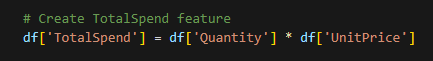 # Create TotalSpend feature
df['TotalSpend'] = df['Quantity'] * df['UnitPrice']